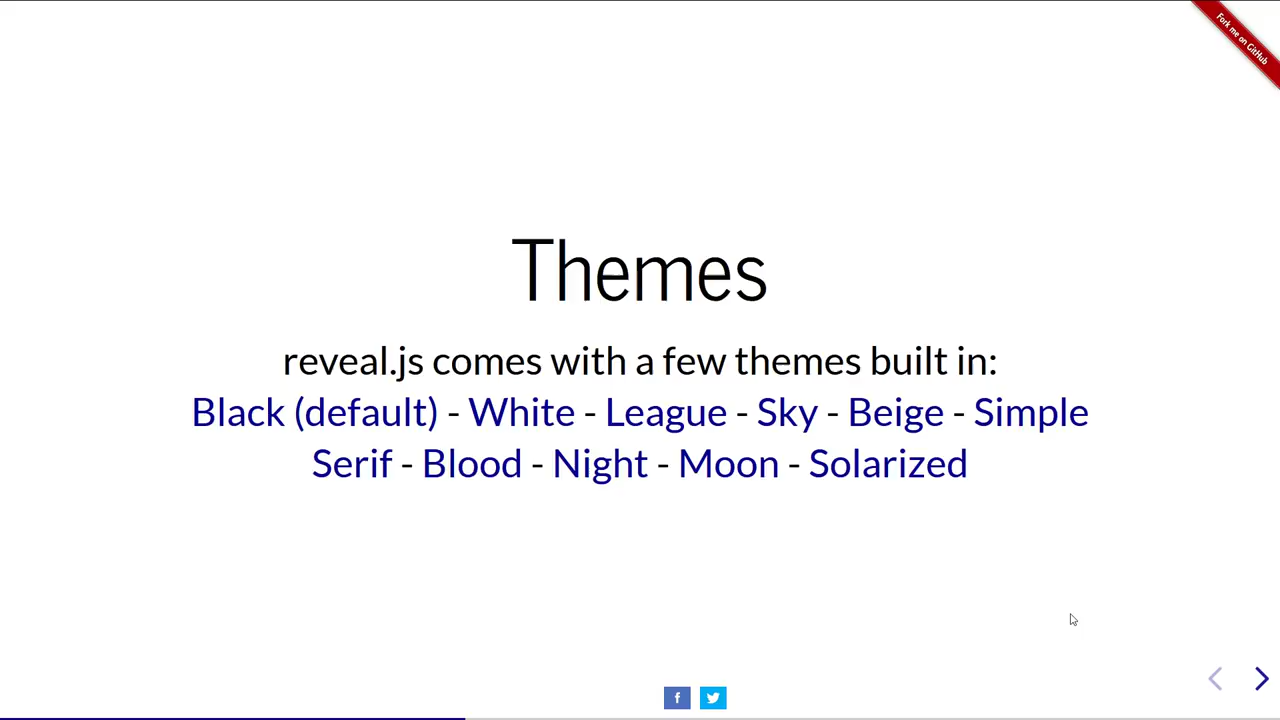 Fork me on GitHub
Themes
reveal.js comes with a few themes built in:
Black (default) - White - League - Sky - Beige - Simple
Serif - Blood - Night - Moon - Solarized